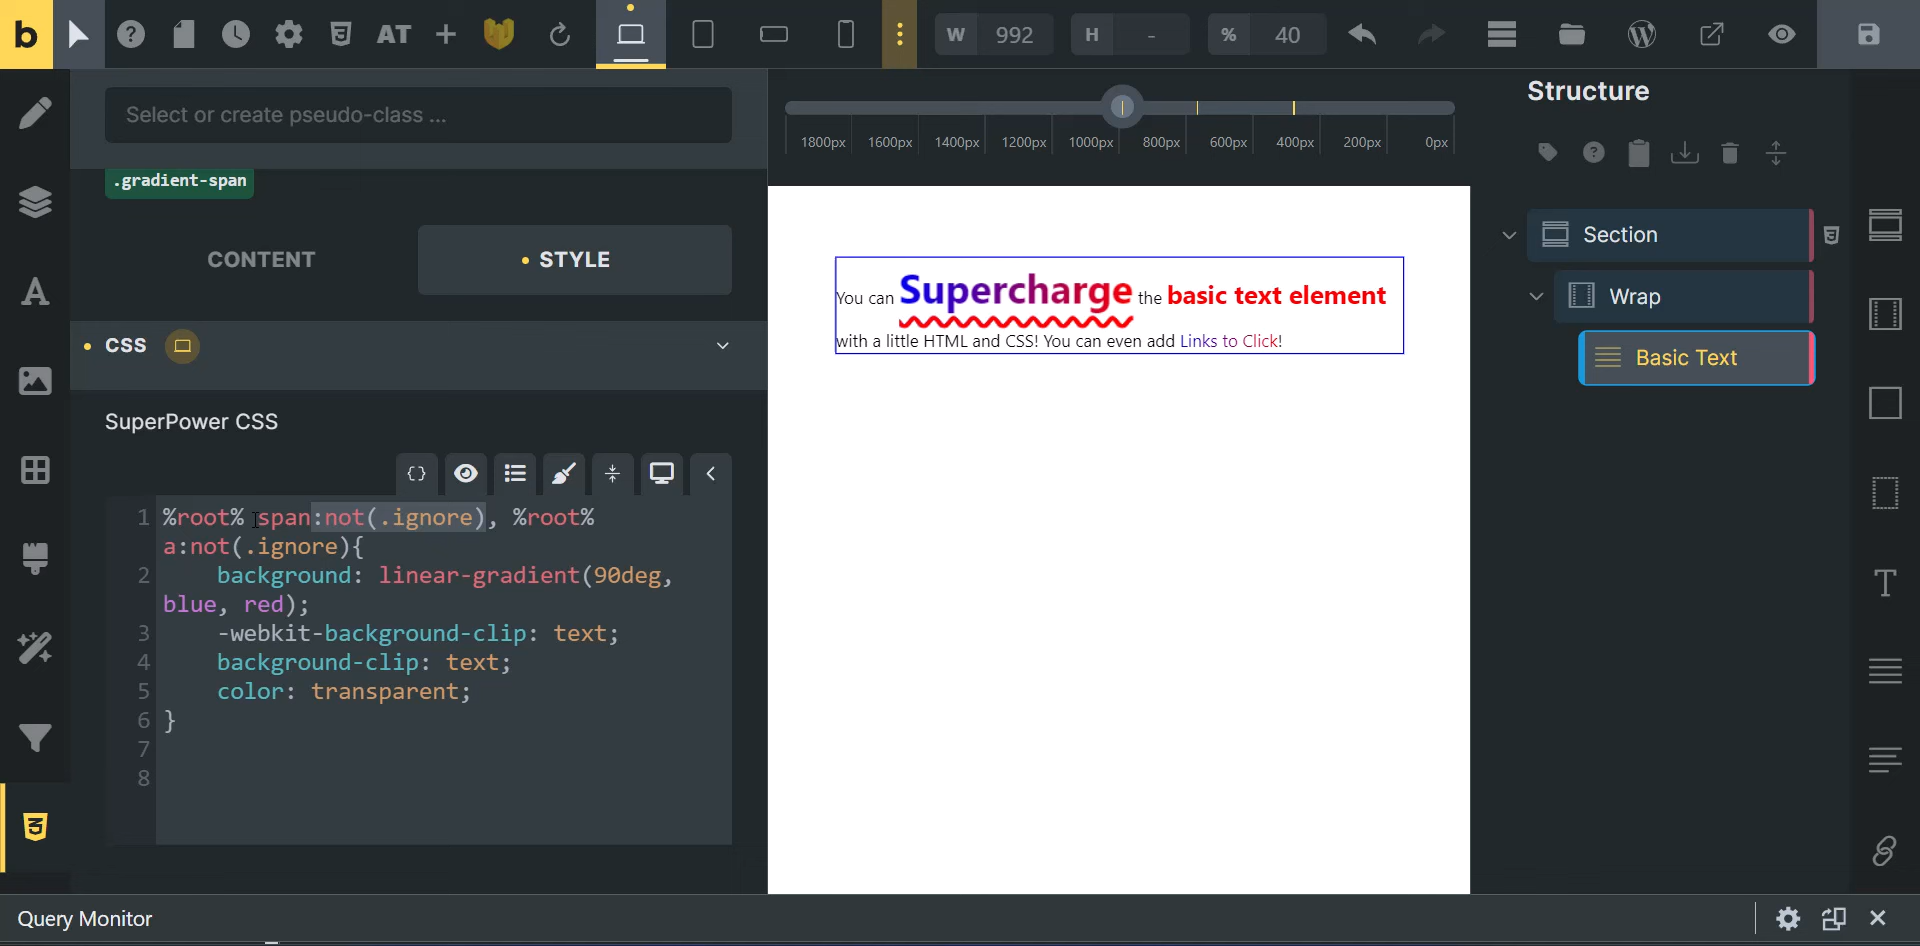 b
AT
W 992
H -
% 40
Select or create pseudo-class ...
.gradient-span
CONTENT
STYLE
CSS
SuperPower CSS
{}
1 %root% span:not(.ignore), %root%
a:not(.ignore){
2 background: linear-gradient(90deg,
blue, red);
3 -webkit-background-clip: text;
4 background-clip: text;
5 color: transparent;
6 }
7
8
1800px 1600px 1400px 1200px 1000px 800px 600px 400px 200px 0px
You can Supercharge the basic text element
with a little HTML and CSS! You can even add Links to Click!
Structure
Section
Wrap
Basic Text
Query Monitor